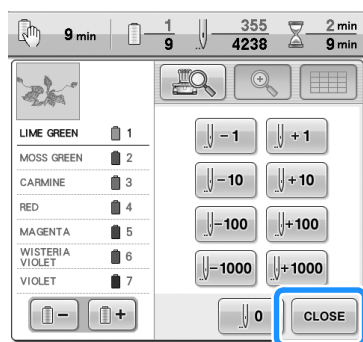 9 min 1 355 2 min
9 4238 9 min
LIME GREEN 1
MOSS GREEN 2
CARMINE 3
RED 4
MAGENTA 5
WISTERIA
VIOLET 6
VIOLET 7
- 1 + 1
- 10 + 10
- 100 + 100
- 1000 + 1000
- + 0 CLOSE